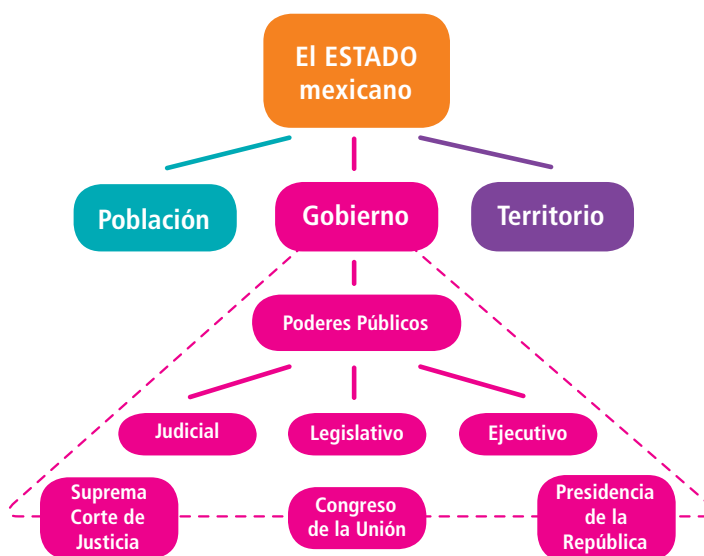 El ESTADO
mexicano
Población
Gobierno
Territorio
Poderes Públicos
Judicial
Legislativo
Ejecutivo
Suprema
Corte de
Justicia
Congreso
de la Unión
Presidencia
de la
República